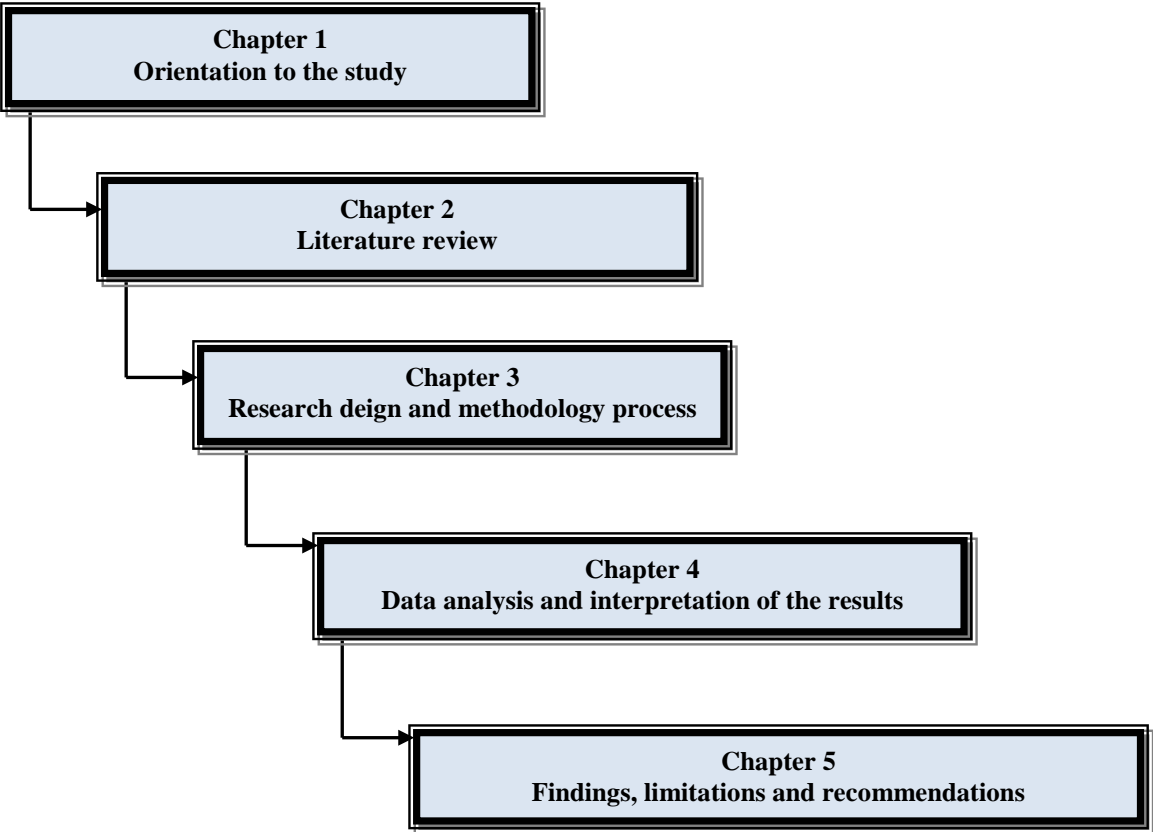 Chapter 1
Orientation to the study
Chapter 2
Literature review
Chapter 3
Research deign and methodology process
Chapter 4
Data analysis and interpretation of the results
Chapter 5
Findings, limitations and recommendations